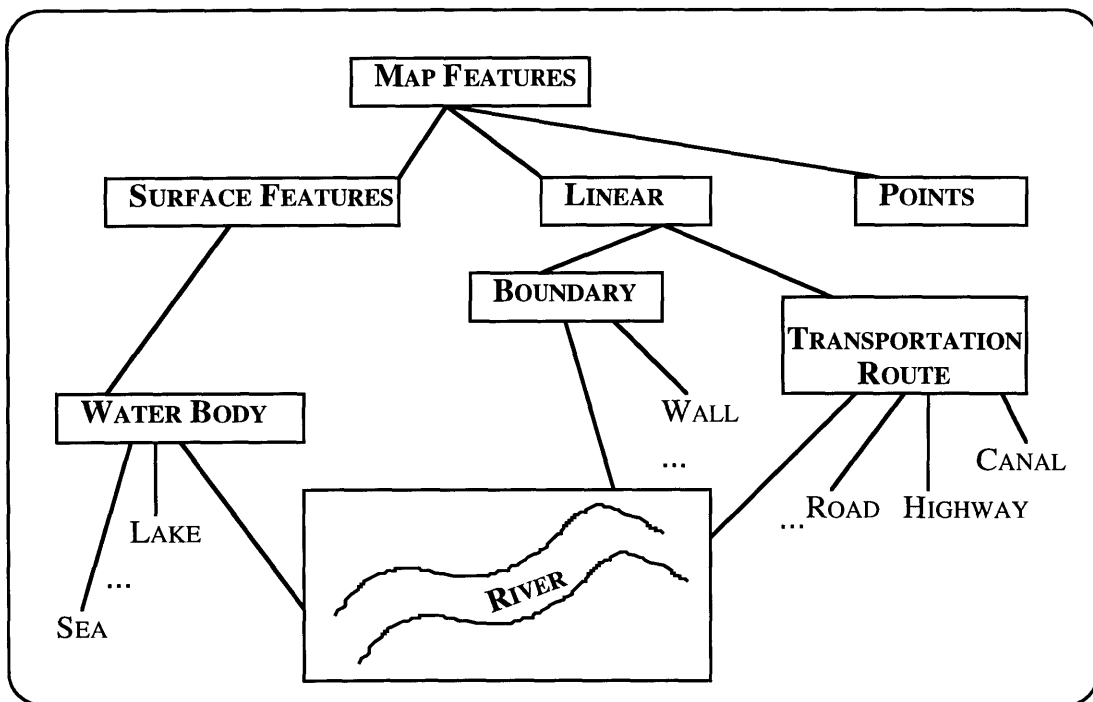 MAP FEATURES
SURFACE FEATURES
LINEAR
POINTS
BOUNDARY
TRANSPORTATION
ROUTE
WATER BODY
WALL
...
CANAL
LAKE
...
ROAD
HIGHWAY
...
RIVER
SEA